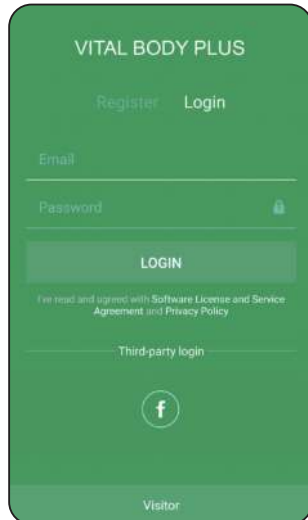 VITAL BODY PLUS
Register Login
Email
Password
LOGIN
I've read and agreed with Software License and Service
Agreement and Privacy Policy
Third-party login
f
Visitor